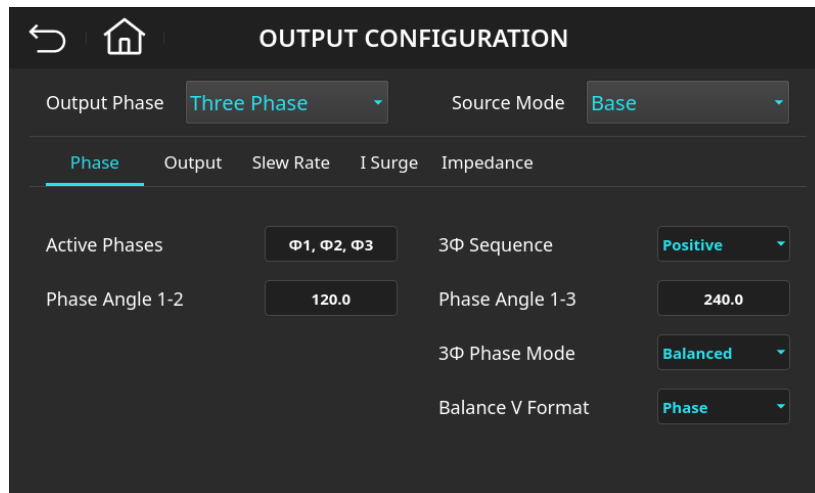 OUTPUT CONFIGURATION
Output Phase Three Phase Source Mode Base
Phase Output Slew Rate I Surge Impedance
Active Phases Φ1, Φ2, Φ3 3Φ Sequence Positive
Phase Angle 1-2 120.0 Phase Angle 1-3 240.0
3Φ Phase Mode Balanced
Balance V Format Phase